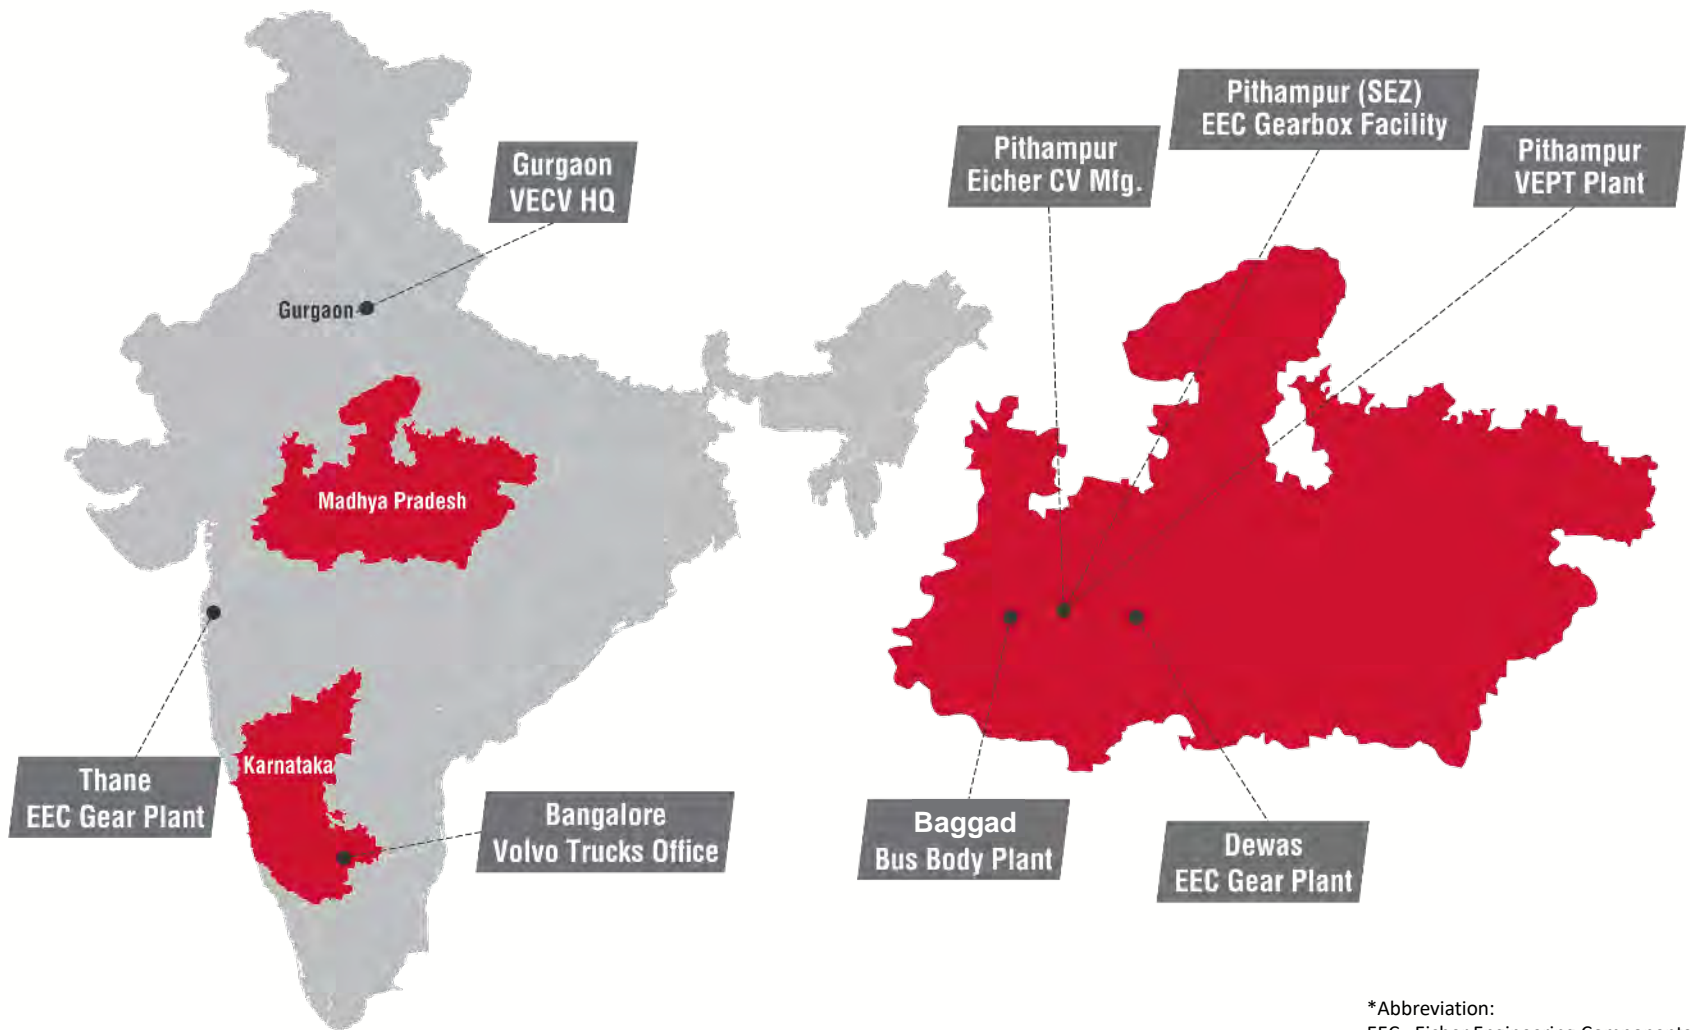 Pithampur (SEZ)
EEC Gearbox Facility
Pithampur
Eicher CV Mfg.
Pithampur
VEPT Plant
Gurgaon
VECV HQ
Gurgaon
Madhya Pradesh
Karnataka
Thane
EEC Gear Plant
Bangalore
Volvo Trucks Office
Baggad
Bus Body Plant
Dewas
EEC Gear Plant
*Abbreviation: